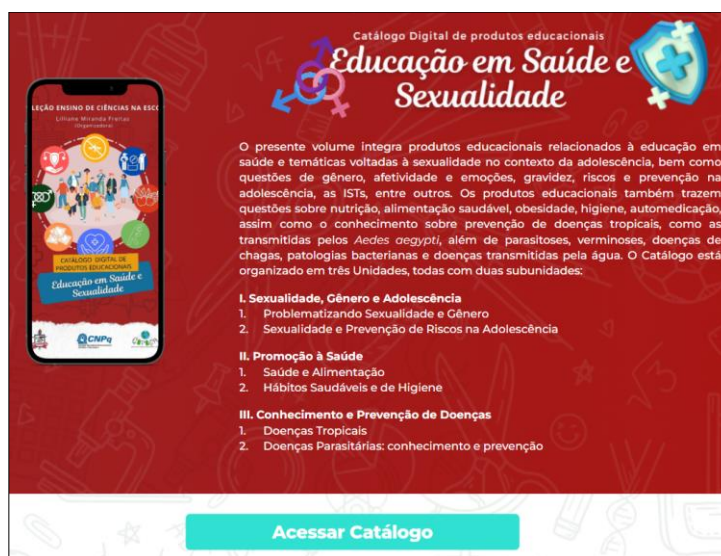 Catálogo Digital de produtos educacionais
Educação em Saúde e
Sexualidade
LEÇÃO ENSINO DE CIÊNCIAS NA ESCO
Lilliane Miranda Freitas
(Organizadora)
CATÁLOGO DIGITAL DE
PRODUTOS EDUCACIONAIS
Educação em Saúde e
Sexualidade
CNPq
O presente volume integra produtos educacionais relacionados à educação em
saúde e temáticas voltadas à sexualidade no contexto da adolescência, bem como
questões de gênero, afetividade e emoções, gravidez, riscos e prevenção na
adolescência, as ISTs, entre outros. Os produtos educacionais também trazem
questões sobre nutrição, alimentação saudável, obesidade, higiene, automedicação,
assim como o conhecimento sobre prevenção de doenças tropicais, como as
transmitidas pelos Aedes aegypti, além de parasitoses, verminoses, doenças de
chagas, patologias bacterianas e doenças transmitidas pela água. O Catálogo está
organizado em três Unidades, todas com duas subunidades:
I. Sexualidade, Gênero e Adolescência
1. Problematizando Sexualidade e Gênero
2. Sexualidade e Prevenção de Riscos na Adolescência
II. Promoção à Saúde
1. Saúde e Alimentação
2. Hábitos Saudáveis e de Higiene
III. Conhecimento e Prevenção de Doenças
1. Doenças Tropicais
2. Doenças Parasitárias: conhecimento e prevenção
Acessar Catálogo